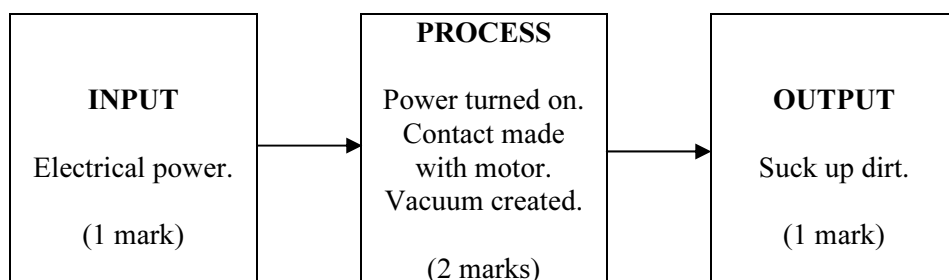 INPUT
Electrical power.
(1 mark)
PROCESS
Power turned on.
Contact made
with motor.
Vacuum created.
(2 marks)
OUTPUT
Suck up dirt.
(1 mark)